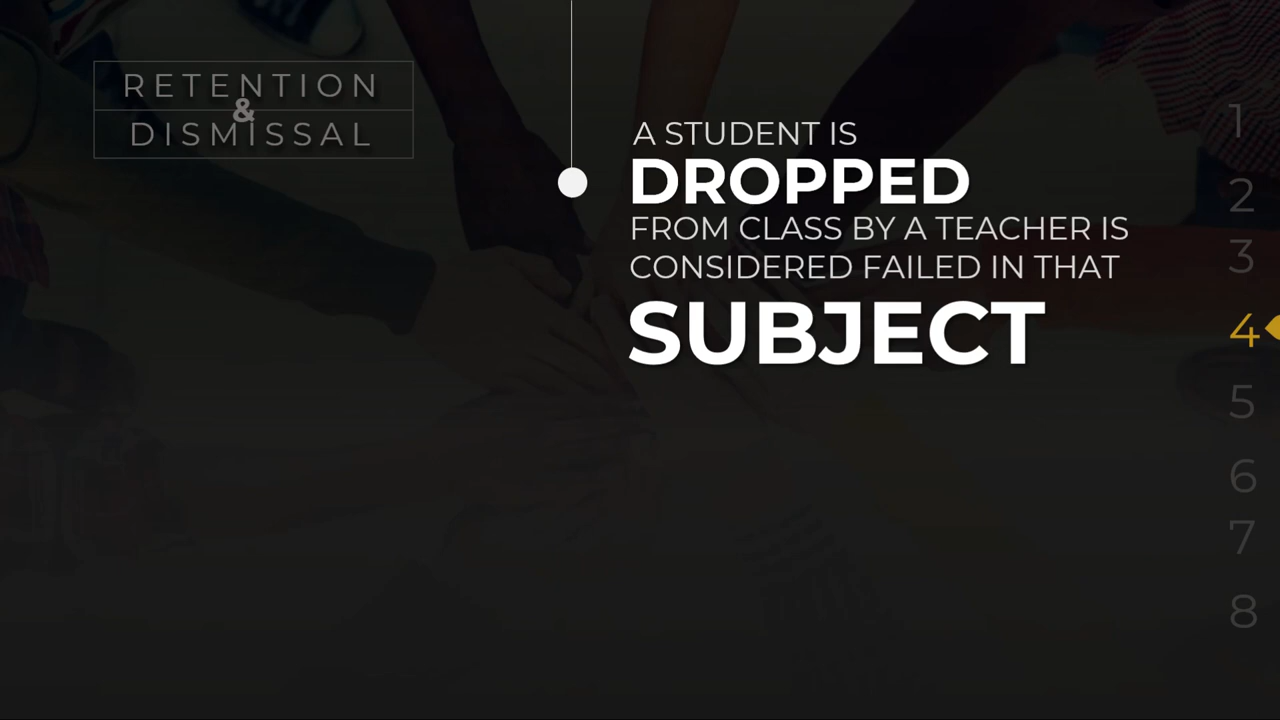 RETENTION
&
DISMISSAL
A STUDENT IS
DROPPED
FROM CLASS BY A TEACHER IS
CONSIDERED FAILED IN THAT
SUBJECT
1
2
3
4
5
6
7
8